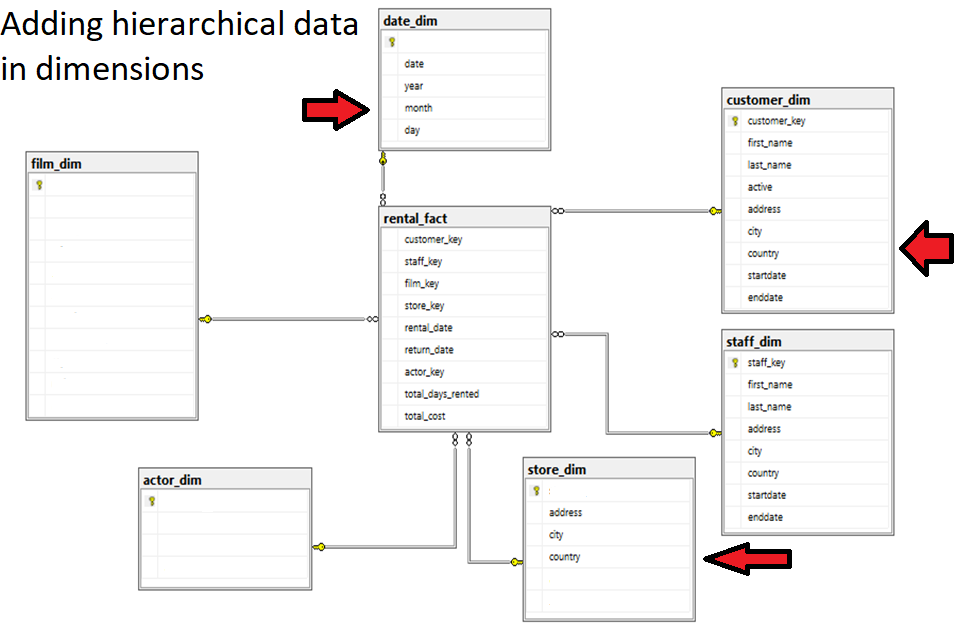 Adding hierarchical data
in dimensions
date_dim
date
year
month
day
customer_dim
customer_key
first_name
last_name
active
address
city
country
startdate
enddate
film_dim
rental_fact
customer_key
staff_key
film_key
store_key
rental_date
return_date
actor_key
total_days_rented
total_cost
staff_dim
staff_key
first_name
last_name
address
city
country
startdate
enddate
actor_dim
store_dim
address
city
country